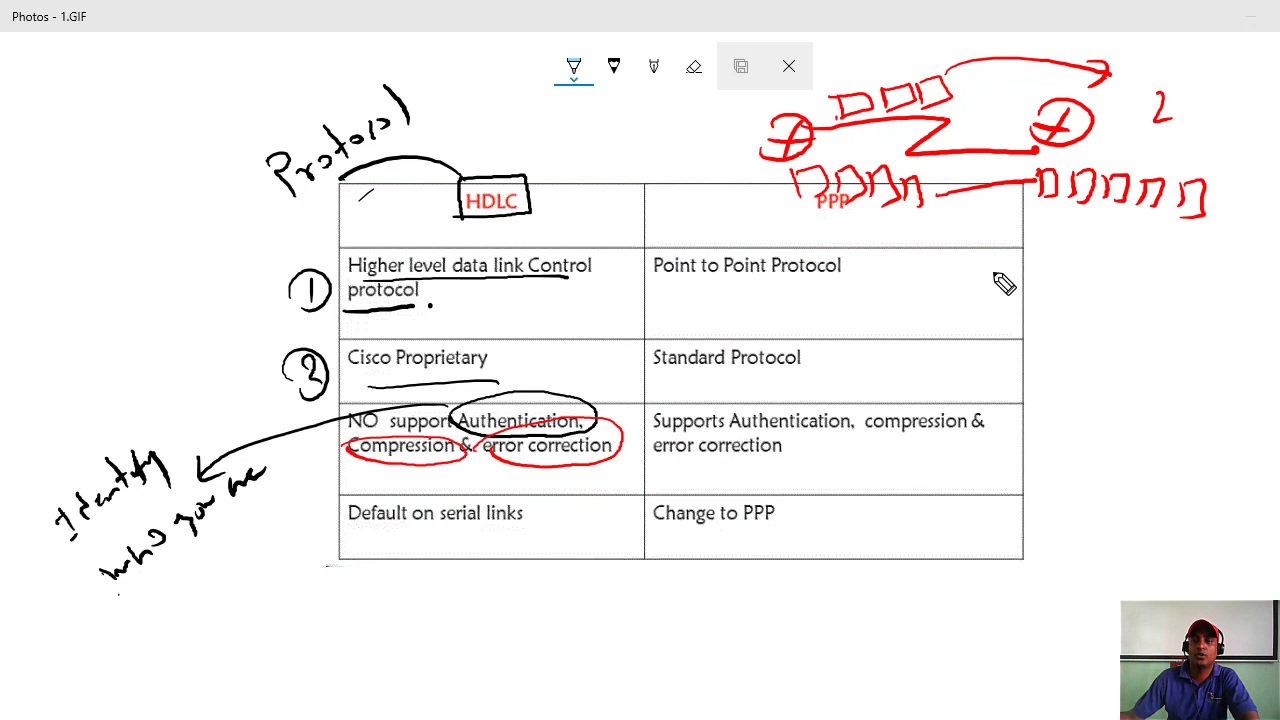 Photos - 1.GIF
Protocol
2
HDLC
PPP
1
Higher level data link Control
protocol
Point to Point Protocol
Cisco Proprietary
Standard Protocol
NO support Authentication,
Compression & error correction
Supports Authentication, compression &
error correction
Identify
who you
Default on serial links
Change to PPP